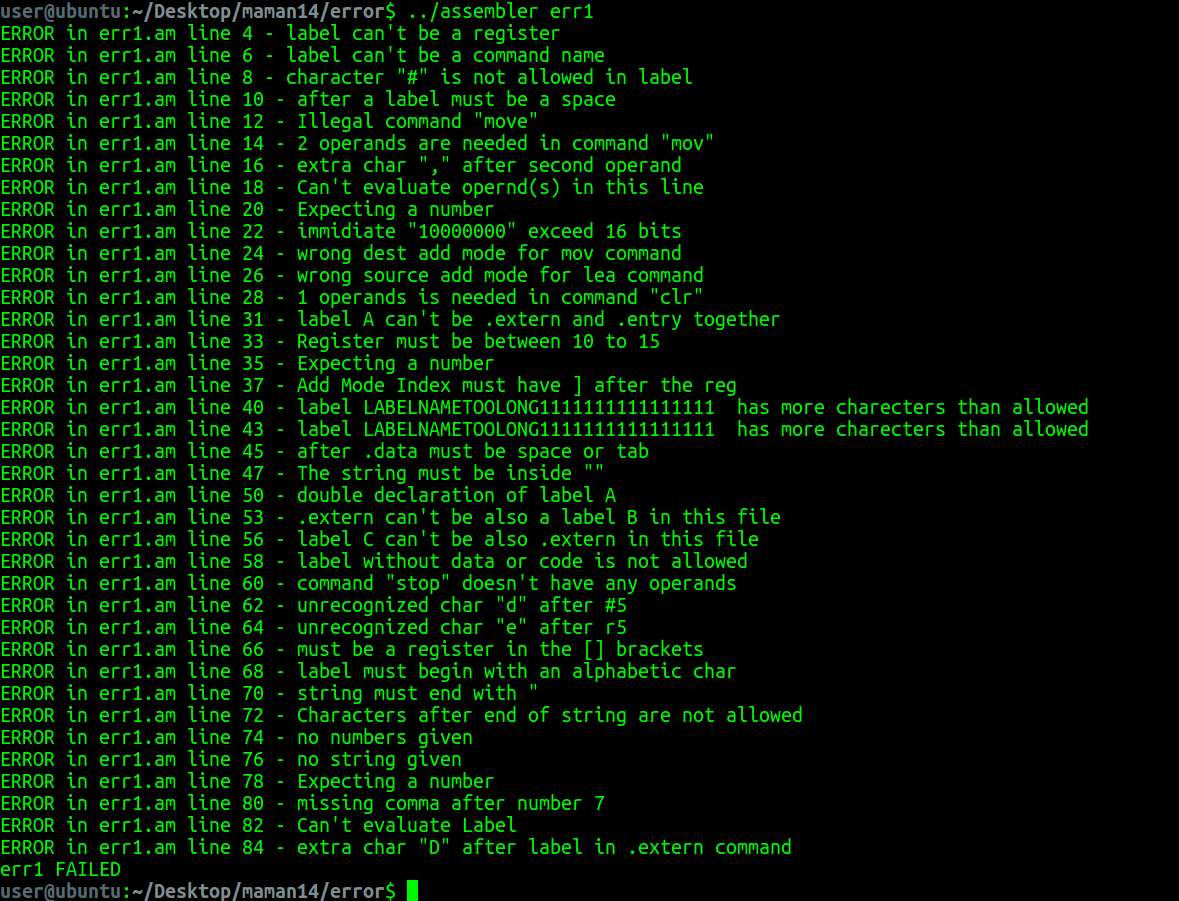 user@ubuntu:~/Desktop/maman14/error$ ../assembler err1
ERROR in err1.am line 4 - label can't be a register
ERROR in err1.am line 6 - label can't be a command name
ERROR in err1.am line 8 - character "#" is not allowed in label
ERROR in err1.am line 10 - after a label must be a space
ERROR in err1.am line 12 - Illegal command "move"
ERROR in err1.am line 14 - 2 operands are needed in command "mov"
ERROR in err1.am line 16 - extra char "," after second operand
ERROR in err1.am line 18 - Can't evaluate opernd(s) in this line
ERROR in err1.am line 20 - Expecting a number
ERROR in err1.am line 22 - immidiate "10000000" exceed 16 bits
ERROR in err1.am line 24 - wrong dest add mode for mov command
ERROR in err1.am line 26 - wrong source add mode for lea command
ERROR in err1.am line 28 - 1 operands is needed in command "clr"
ERROR in err1.am line 31 - label A can't be .extern and .entry together
ERROR in err1.am line 33 - Register must be between 10 to 15
ERROR in err1.am line 35 - Expecting a number
ERROR in err1.am line 37 - Add Mode Index must have ] after the reg
ERROR in err1.am line 40 - label LABELNAMETOOLONG1111111111111111  has more charecters than allowed
ERROR in err1.am line 43 - label LABELNAMETOOLONG1111111111111111  has more charecters than allowed
ERROR in err1.am line 45 - after .data must be space or tab
ERROR in err1.am line 47 - The string must be inside ""
ERROR in err1.am line 50 - double declaration of label A
ERROR in err1.am line 53 - .extern can't be also a label B in this file
ERROR in err1.am line 56 - label C can't be also .extern in this file
ERROR in err1.am line 58 - label without data or code is not allowed
ERROR in err1.am line 60 - command "stop" doesn't have any operands
ERROR in err1.am line 62 - unrecognized char "d" after #5
ERROR in err1.am line 64 - unrecognized char "e" after r5
ERROR in err1.am line 66 - must be a register in the [] brackets
ERROR in err1.am line 68 - label must begin with an alphabetic char
ERROR in err1.am line 70 - string must end with "
ERROR in err1.am line 72 - Characters after end of string are not allowed
ERROR in err1.am line 74 - no numbers given
ERROR in err1.am line 76 - no string given
ERROR in err1.am line 78 - Expecting a number
ERROR in err1.am line 80 - missing comma after number 7
ERROR in err1.am line 82 - Can't evaluate Label
ERROR in err1.am line 84 - extra char "D" after label in .extern command
err1 FAILED
user@ubuntu:~/Desktop/maman14/error$